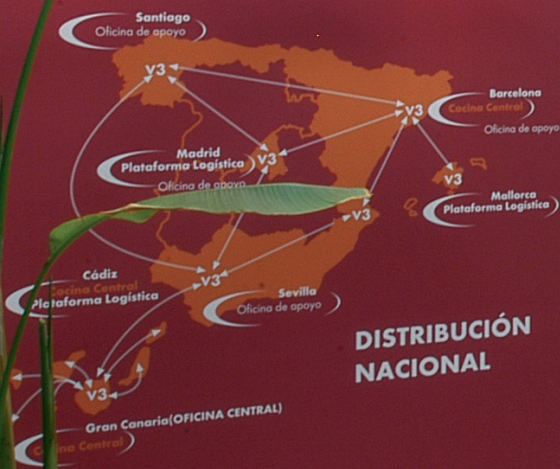 Santiago
Oficina de apoyo
V3
Barcelona
V3
Cocina Central
Oficina de apoyo
Madrid
V3
Plataforma Logística
Oficina de apoyo
V3
Mallorca
Plataforma Logística
V3
Cádiz
V3
Cocina Central
Plataforma Logística
Sevilla
Oficina de apoyo
DISTRIBUCIÓN
NACIONAL
V3
Gran Canaria(OFICINA CENTRAL)
Cocina Central